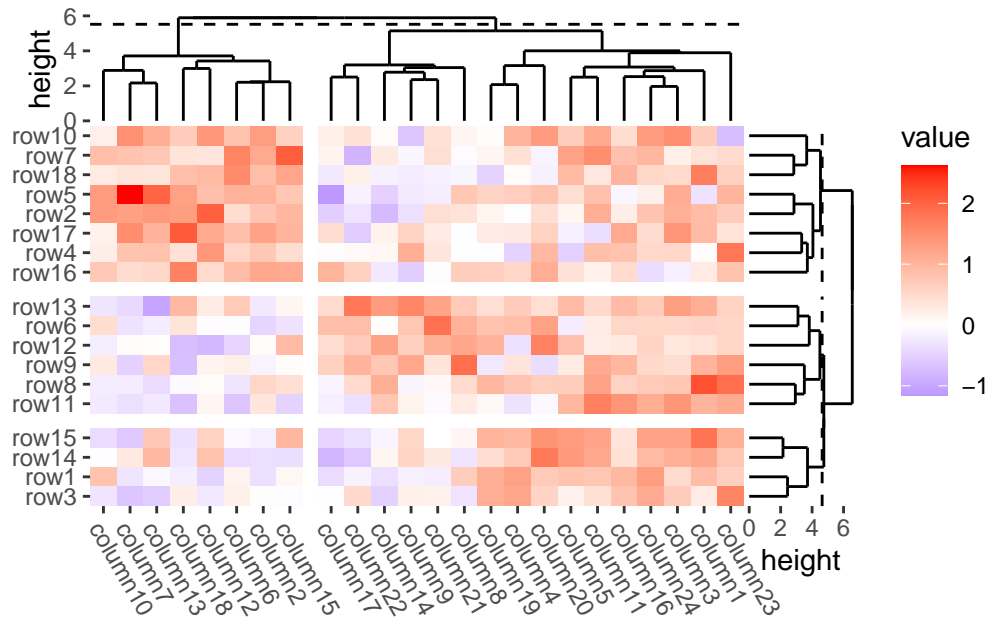 6
4
2
0
height
row10
row7
row18
row5
row2
row17
row4
row16
row13
row6
row12
row9
row8
row11
row15
row14
row1
row3
value
2
1
0
−1
0 2 4 6
height
column10
column7
column13
column18
column12
column6
column2
column15
column17
column22
column14
column9
column21
column8
column19
column4
column20
column5
column11
column16
column24
column3
column1
column23